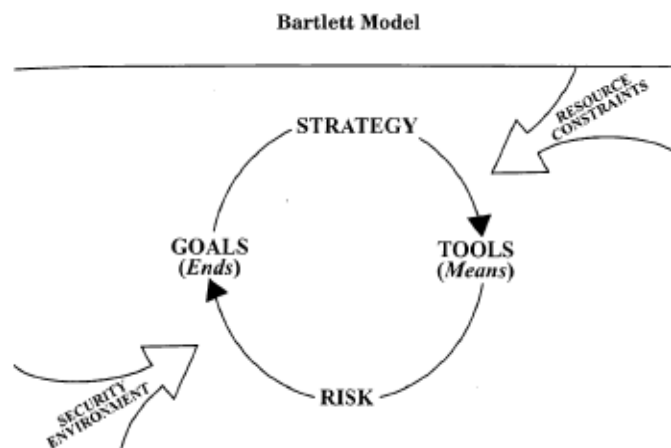 Bartlett Model
RESOURCE
CONSTRAINTS
STRATEGY
GOALS
(Ends)
TOOLS
(Means)
SECURITY
ENVIRONMENT
RISK